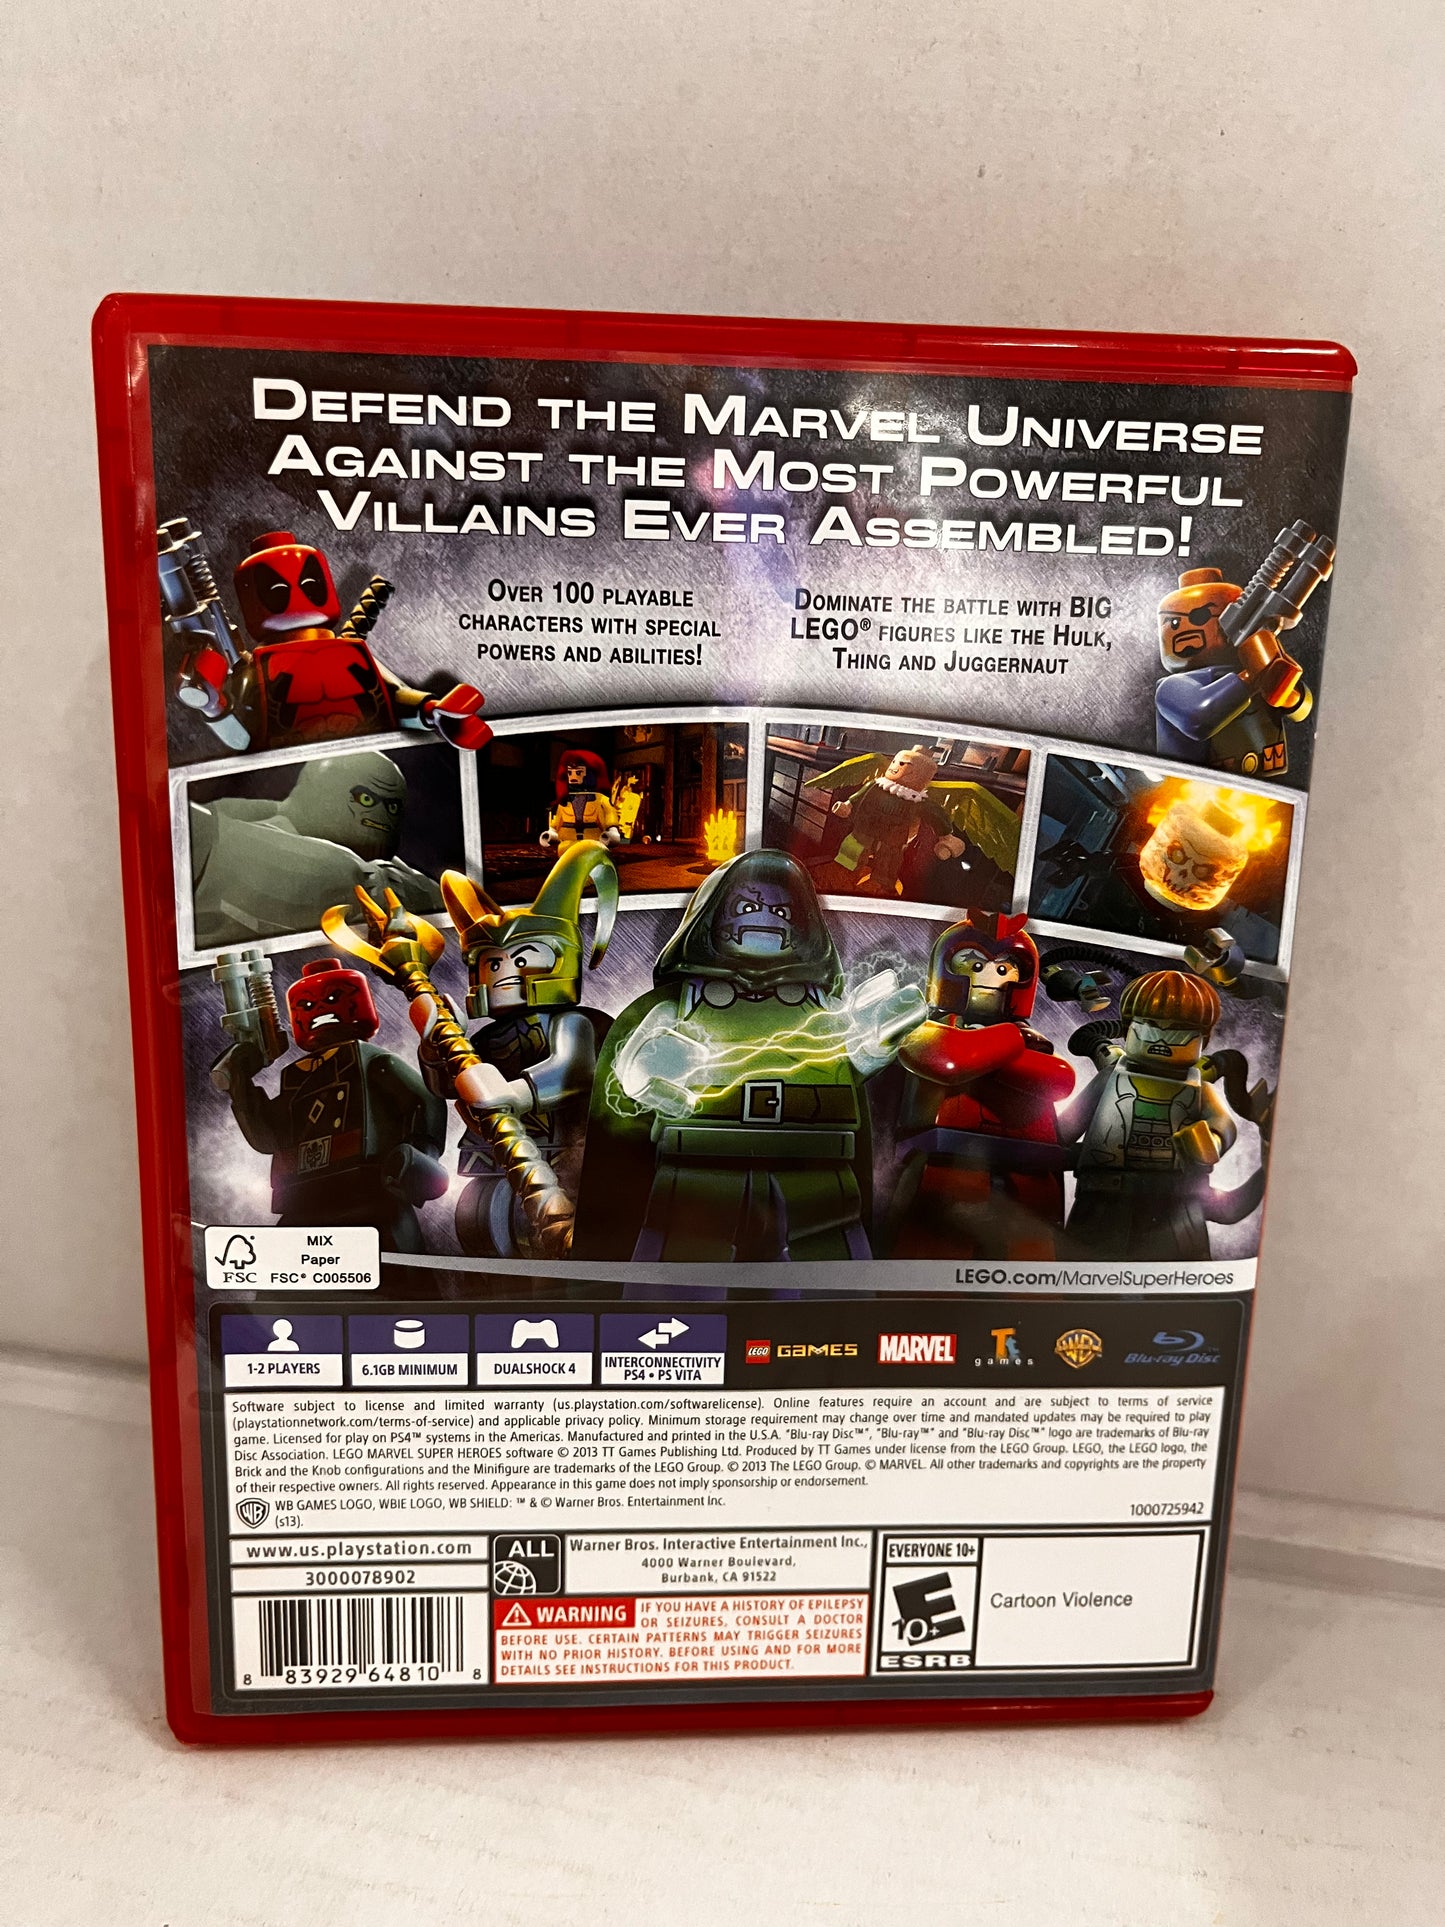 DEFEND THE MARVEL UNIVERSE
AGAINST THE MOST POWERFUL
VILLAINS EVER ASSEMBLED!
OVER 100 PLAYABLE
CHARACTERS WITH SPECIAL
POWERS AND ABILITIES!
DOMINATE THE BATTLE WITH BIG
LEGO® FIGURES LIKE THE HULK,
THING AND JUGGERNAUT
MIX
Paper
FSC® C005506
FSC
LEGO.com/MarvelSuperHeroes
1-2 PLAYERS
6.1GB MINIMUM
DUALSHOCK 4
INTERCONNECTIVITY
PS4 • PS VITA
LEGO GAMES
MARVEL
Tt
games
WB
Blu-ray Disc™
Software subject to license and limited warranty (us.playstation.com/softwarelicense). Online features require an account and are subject to terms of service
(playstationnetwork.com/terms-of-service) and applicable privacy policy. Minimum storage requirement may change over time and mandated updates may be required to play
game. Licensed for play on PS4™ systems in the Americas. Manufactured and printed in the U.S.A. "Blu-ray Disc™", "Blu-ray™" and "Blu-ray Disc™" logo are trademarks of Blu-ray
Disc Association. LEGO MARVEL SUPER HEROES software © 2013 TT Games Publishing Ltd. Produced by TT Games under license from the LEGO Group. LEGO, the LEGO logo, the
Brick and the Knob configurations and the Minifigure are trademarks of the LEGO Group. © 2013 The LEGO Group. © MARVEL. All other trademarks and copyrights are the property
of their respective owners. All rights reserved. Appearance in this game does not imply sponsorship or endorsement.
WB GAMES LOGO, WBIE LOGO, WB SHIELD: ™ & © Warner Bros. Entertainment Inc.
(s13).
1000725942
www.us.playstation.com
3000078902
8 83929 64810 8
ALL
Warner Bros. Interactive Entertainment Inc.,
4000 Warner Boulevard,
Burbank, CA 91522
WARNING IF YOU HAVE A HISTORY OF EPILEPSY
OR SEIZURES, CONSULT A DOCTOR
BEFORE USE. CERTAIN PATTERNS MAY TRIGGER SEIZURES
WITH NO PRIOR HISTORY. BEFORE USING AND FOR MORE
DETAILS SEE INSTRUCTIONS FOR THIS PRODUCT.
EVERYONE 10+
E
10+
ESRB
Cartoon Violence